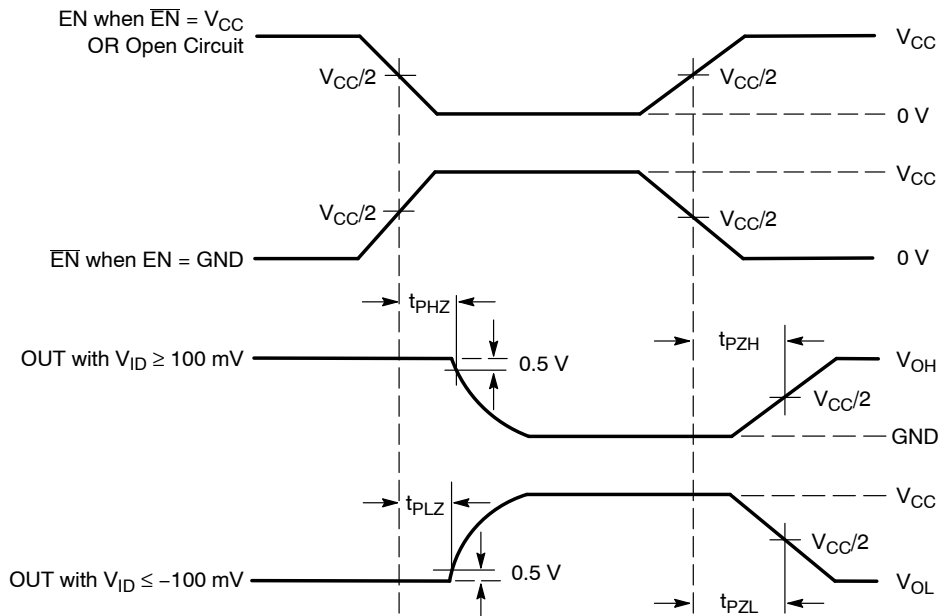 EN when EN̅ = VCC
OR Open Circuit
VCC/2
VCC/2
VCC
0 V
VCC/2
VCC/2
VCC
E̅N̅ when EN = GND
0 V
tPHZ
OUT with VID ≥ 100 mV
0.5 V
tPZH
VOH
VCC/2
GND
tPLZ
VCC
VCC/2
OUT with VID ≤ −100 mV
0.5 V
VOL
tPZL